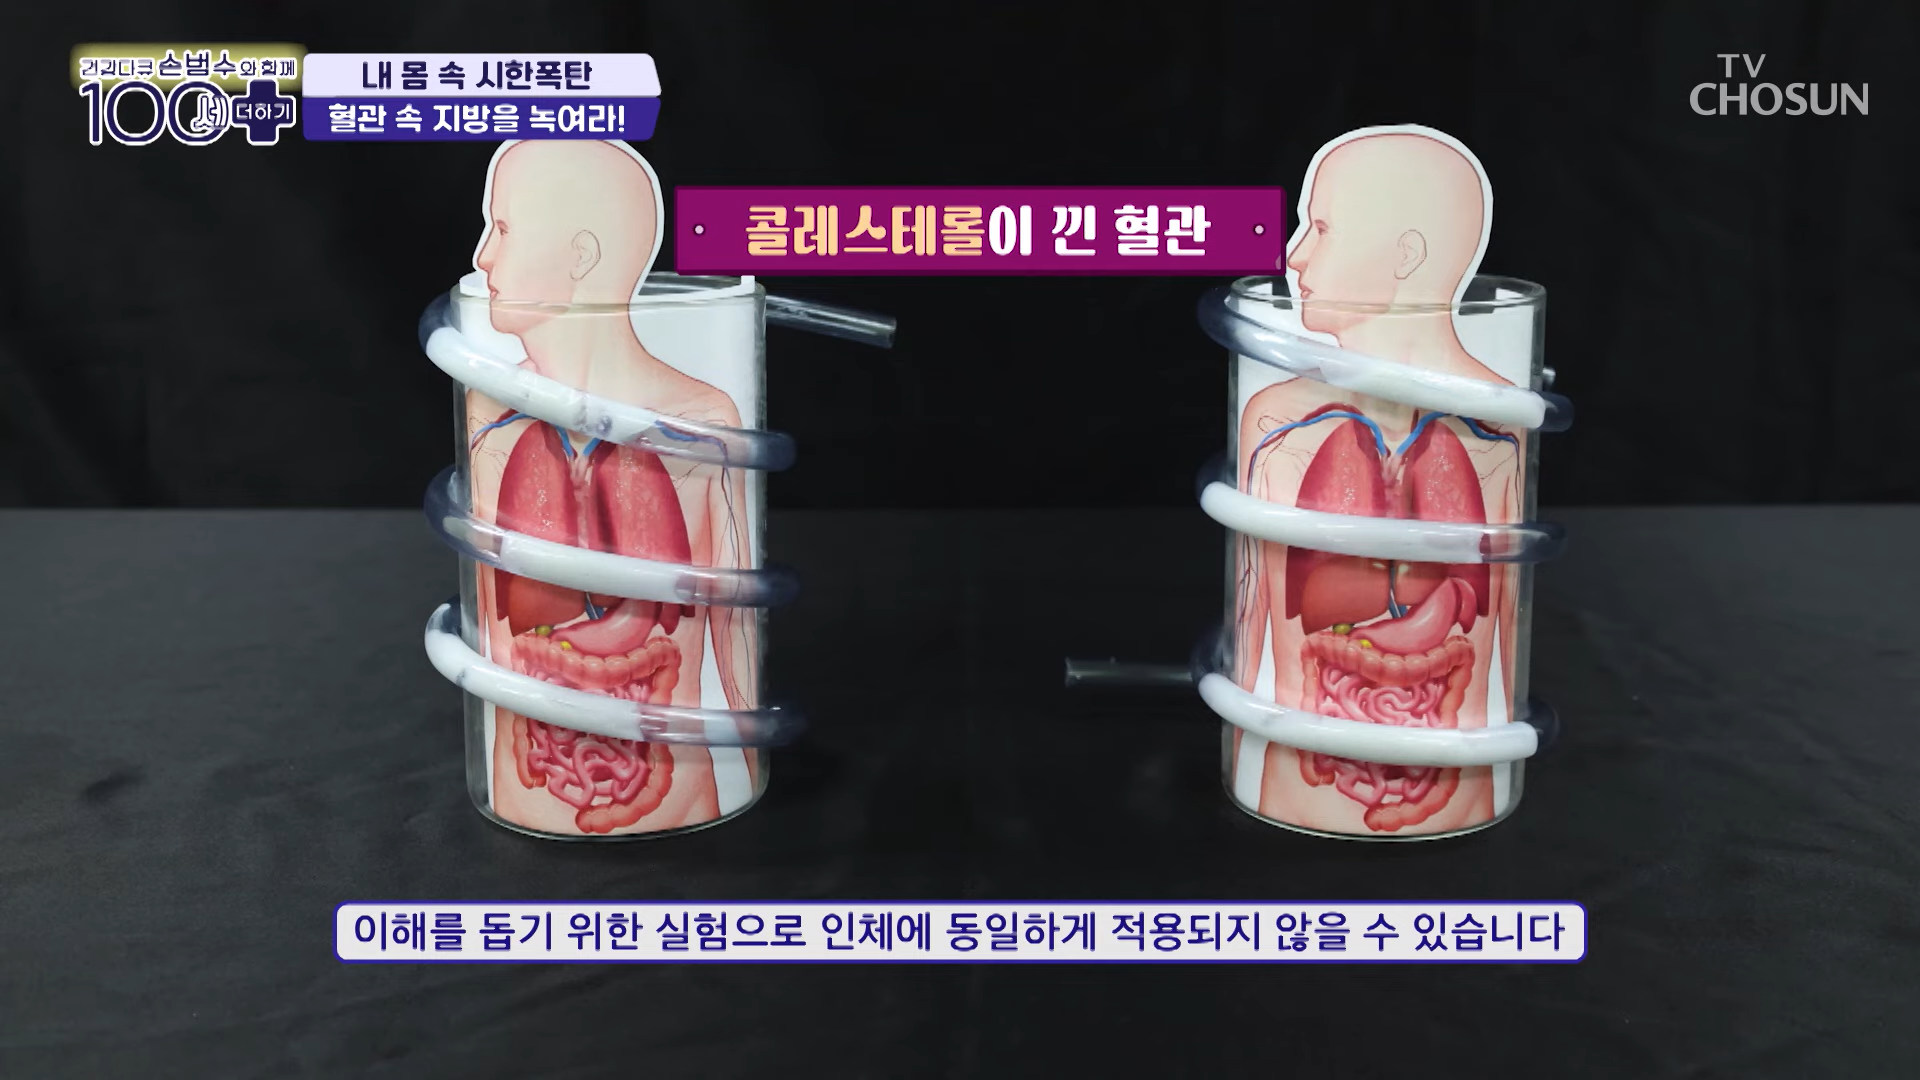 건강다큐 손범수와 함께
100세 더하기
내 몸 속 시한폭탄
혈관 속 지방을 녹여라!
TV
CHOSUN
콜레스테롤이 낀 혈관
이해를 돕기 위한 실험으로 인체에 동일하게 적용되지 않을 수 있습니다